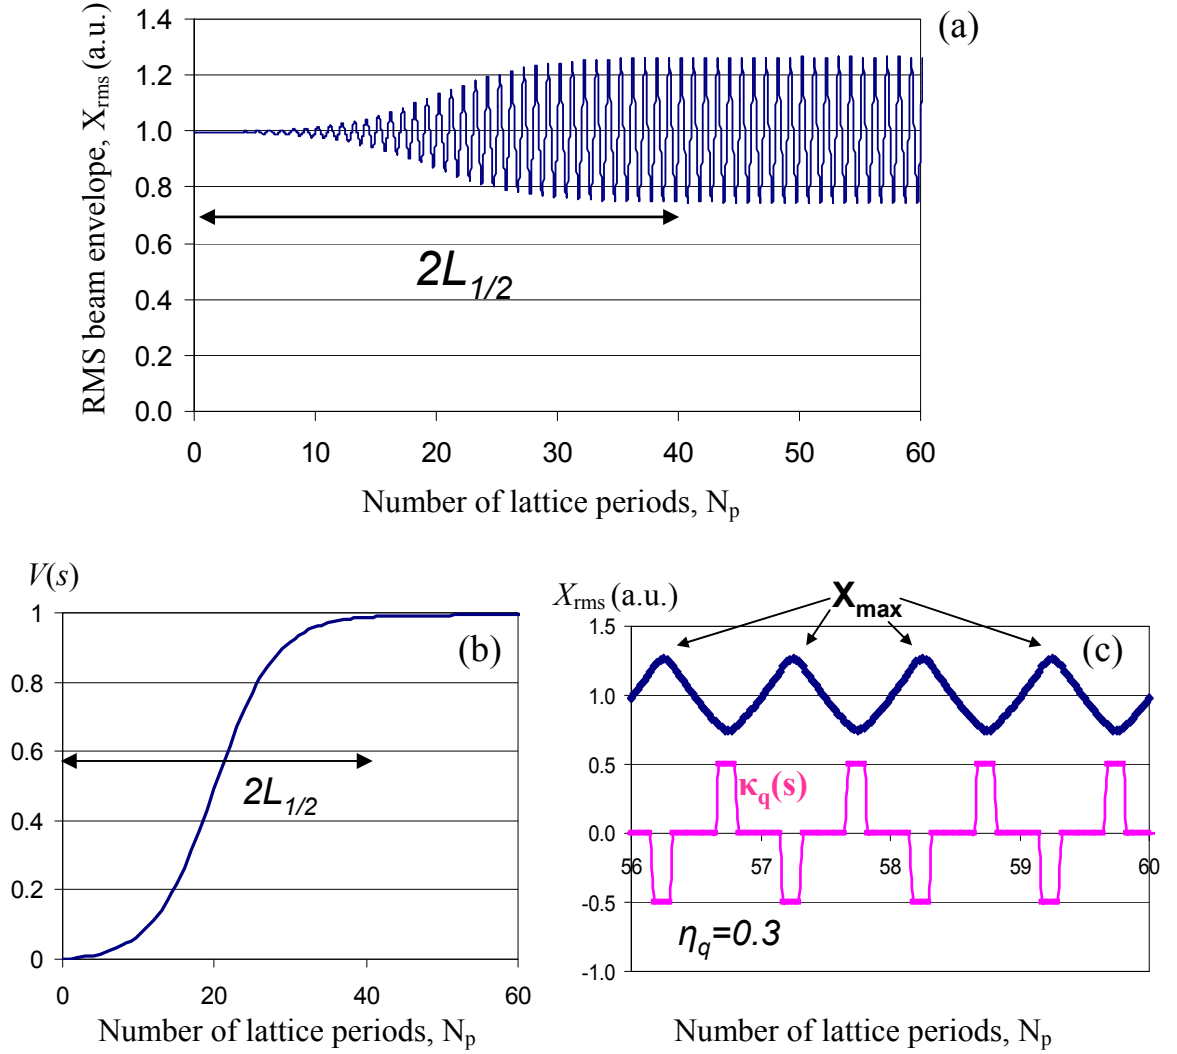 (a)
RMS beam envelope, Xrms (a.u.)
1.4
1.2
1.0
0.8
0.6
0.4
0.2
0.0
2L1/2
0 10 20 30 40 50 60
Number of lattice periods, Np
V(s)
(b)
1
0.8
0.6
0.4
0.2
0
2L1/2
0 20 40 60
Number of lattice periods, Np
Xrms (a.u.)
Xmax
(c)
1.5
1.0
0.5
0.0
-0.5
-1.0
κq(s)
56 57 58 59 60
ηq=0.3
Number of lattice periods, Np